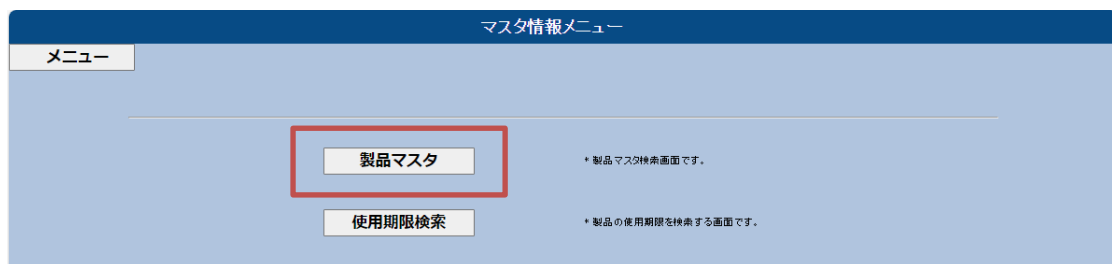 マスタ情報メニュー
メニュー
製品マスタ * 製品マスタ検索画面です。
使用期限検索 * 製品の使用期限を検索する画面です。